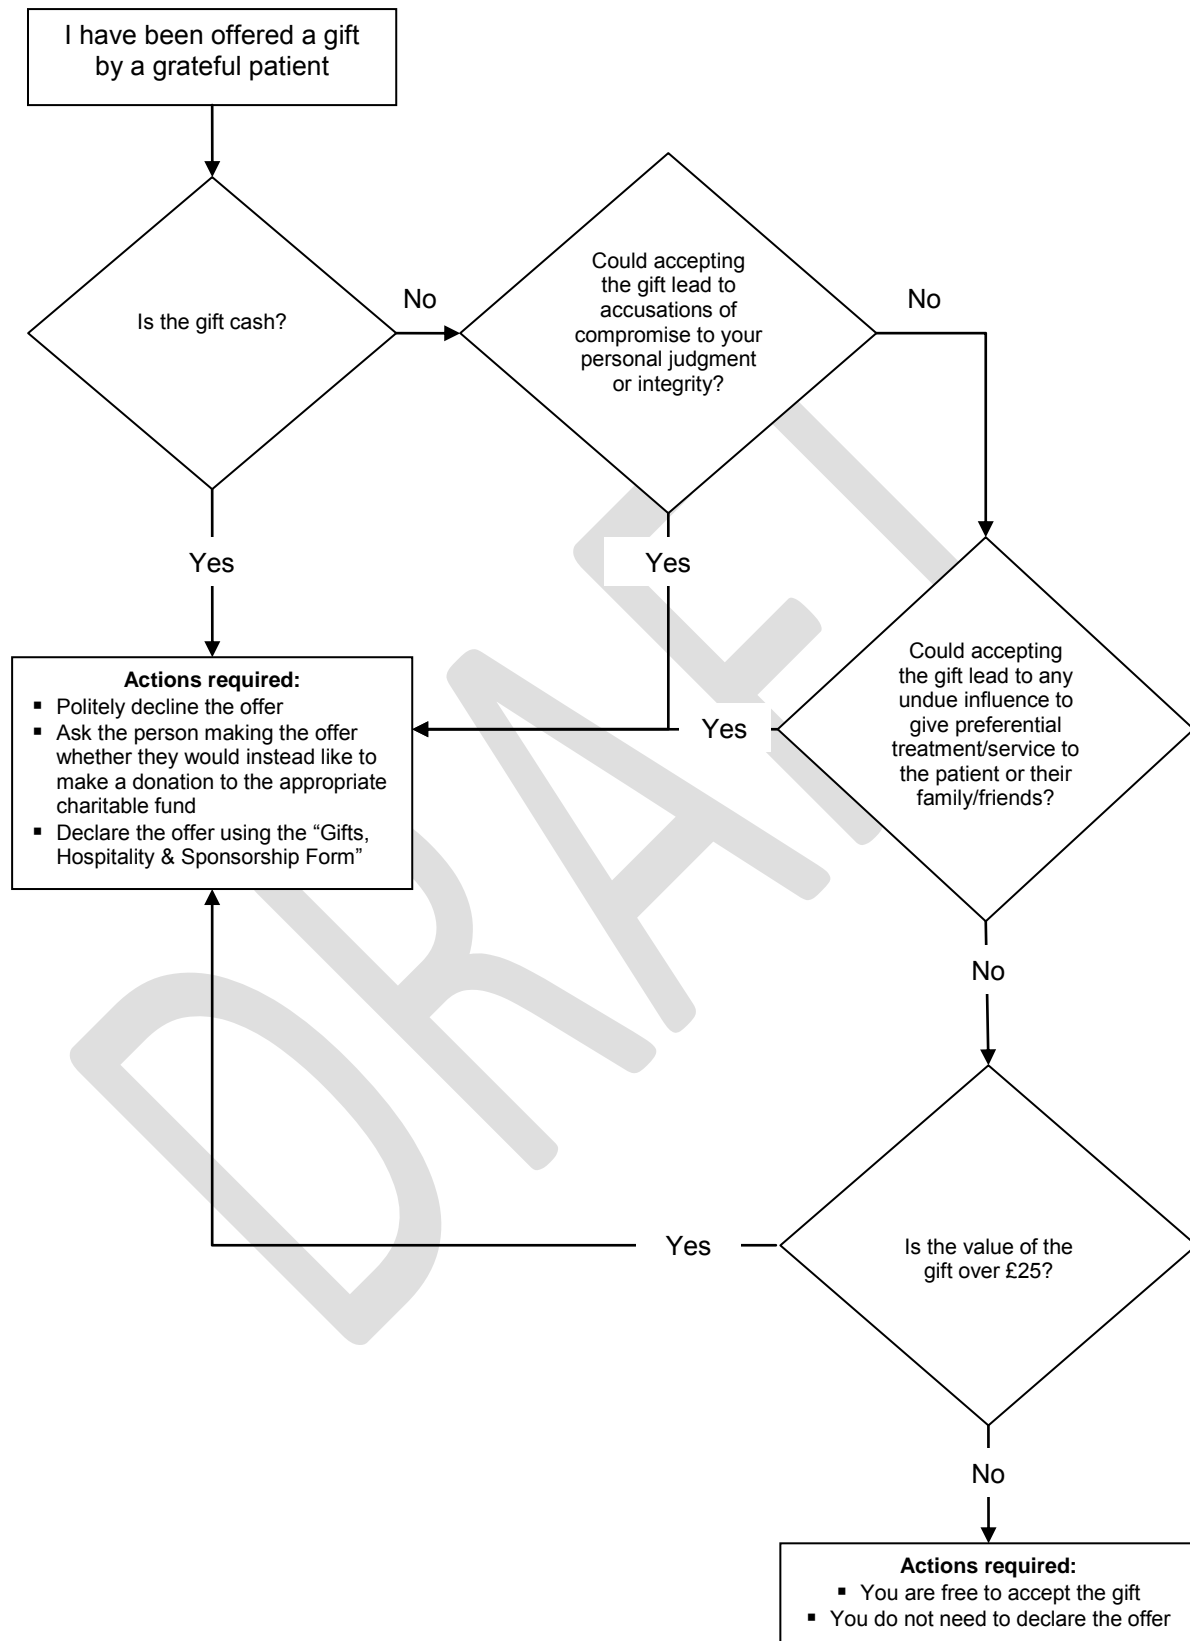 I have been offered a gift
by a grateful patient
Is the gift cash?
No
Could accepting
the gift lead to
accusations of
compromise to your
personal judgment
or integrity?
No
Yes
Yes
Could accepting
the gift lead to any
undue influence to
give preferential
treatment/service to
the patient or their
family/friends?
Yes
Actions required:
▪ Politely decline the offer
▪ Ask the person making the offer
whether they would instead like to
make a donation to the appropriate
charitable fund
▪ Declare the offer using the “Gifts,
Hospitality & Sponsorship Form”
No
Is the value of the
gift over £25?
Yes
No
Actions required:
▪ You are free to accept the gift
▪ You do not need to declare the offer
DRAFT